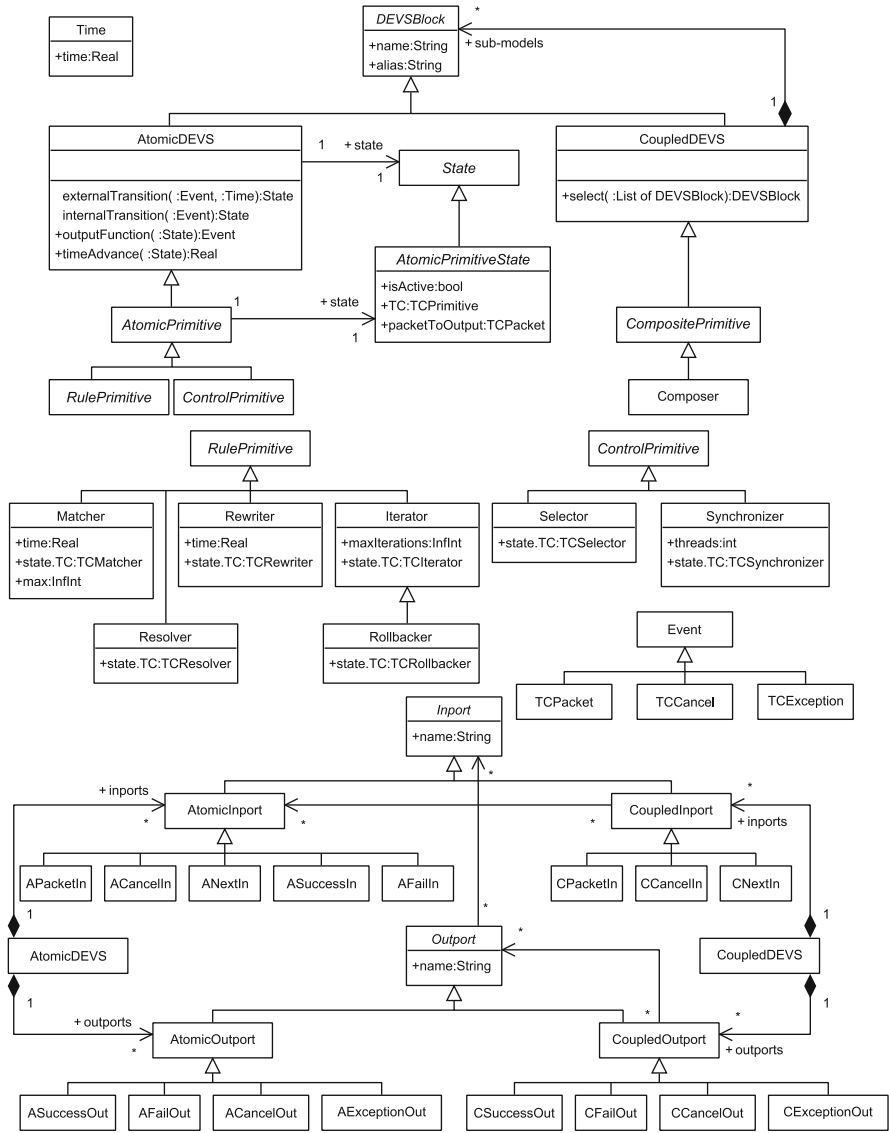 Time
+time:Real
DEVSBlock
+name:String
+alias:String
*
+ sub-models
1
AtomicDEVS
externalTransition( :Event, :Time):State
internalTransition( :Event):State
+outputFunction( :State):Event
+timeAdvance( :State):Real
1
+ state
1
State
CoupledDEVS
+select( :List of DEVSBlock):DEVSBlock
AtomicPrimitiveState
+isActive:bool
+TC:TCPrimitive
+packetToOutput:TCPacket
AtomicPrimitive
1
+ state
1
CompositePrimitive
RulePrimitive
ControlPrimitive
Composer
RulePrimitive
ControlPrimitive
Matcher
+time:Real
+state.TC:TCMatcher
+max:InfInt
Rewriter
+time:Real
+state.TC:TCRewriter
Iterator
+maxIterations:InfInt
+state.TC:TCIterator
Selector
+state.TC:TCSelector
Synchronizer
+threads:int
+state.TC:TCSynchronizer
Resolver
+state.TC:TCResolver
Rollbacker
+state.TC:TCRollbacker
Event
TCPacket
TCCancel
TCException
Inport
+name:String
*
+ inports
*
AtomicInport
*
*
CoupledInport
*
+ inports
APacketIn
ACancelIn
ANextIn
ASuccessIn
AFailIn
CPacketIn
CCancelIn
CNextIn
1
*
1
AtomicDEVS
Outport
+name:String
*
CoupledDEVS
1
1
+ outports
*
AtomicOutport
*
CoupledOutport
*
+ outports
ASuccessOut
AFailOut
ACancelOut
AExceptionOut
CSuccessOut
CFailOut
CCancelOut
CExceptionOut